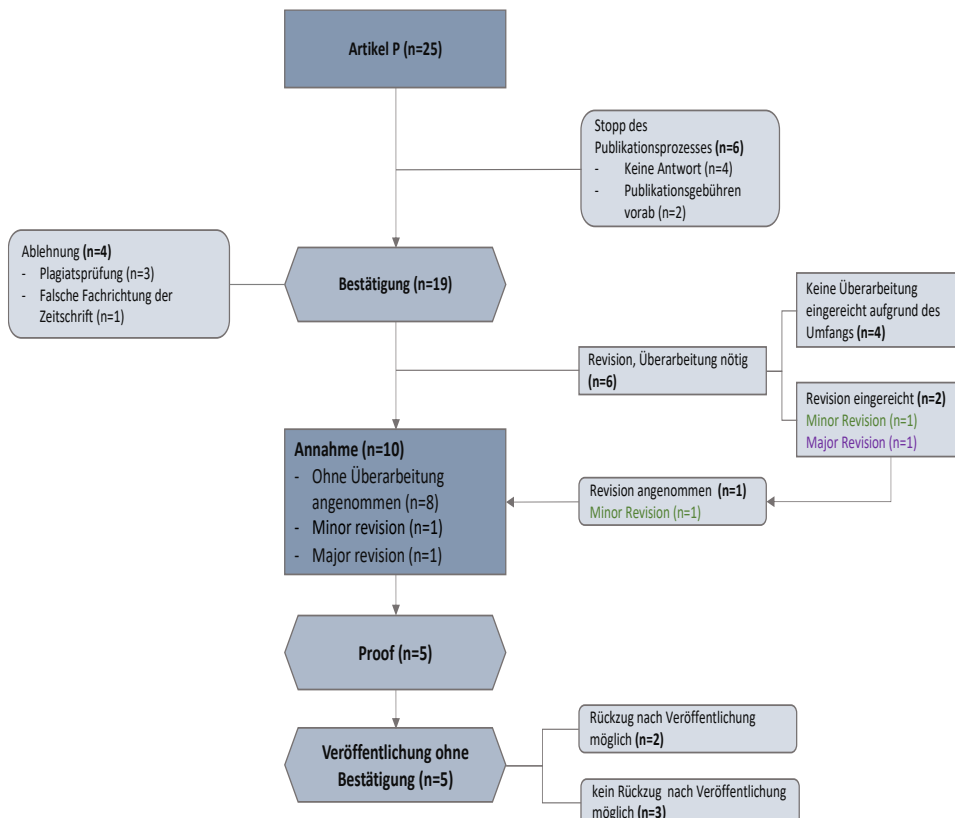 Artikel P (n=25)
Stopp des
Publikationsprozesses (n=6)
- Keine Antwort (n=4)
- Publikationsgebühren
vorab (n=2)
Ablehnung (n=4)
- Plagiatsprüfung (n=3)
- Falsche Fachrichtung der
Zeitschrift (n=1)
Bestätigung (n=19)
Keine Überarbeitung
eingereicht aufgrund des
Umfangs (n=4)
Revision, Überarbeitung nötig
(n=6)
Revision eingereicht (n=2)
Minor Revision (n=1)
Major Revision (n=1)
Annahme (n=10)
- Ohne Überarbeitung
angenommen (n=8)
- Minor revision (n=1)
- Major revision (n=1)
Revision angenommen (n=1)
Minor Revision (n=1)
Proof (n=5)
Veröffentlichung ohne
Bestätigung (n=5)
Rückzug nach Veröffentlichung
möglich (n=2)
kein Rückzug nach Veröffentlichung
möglich (n=3)